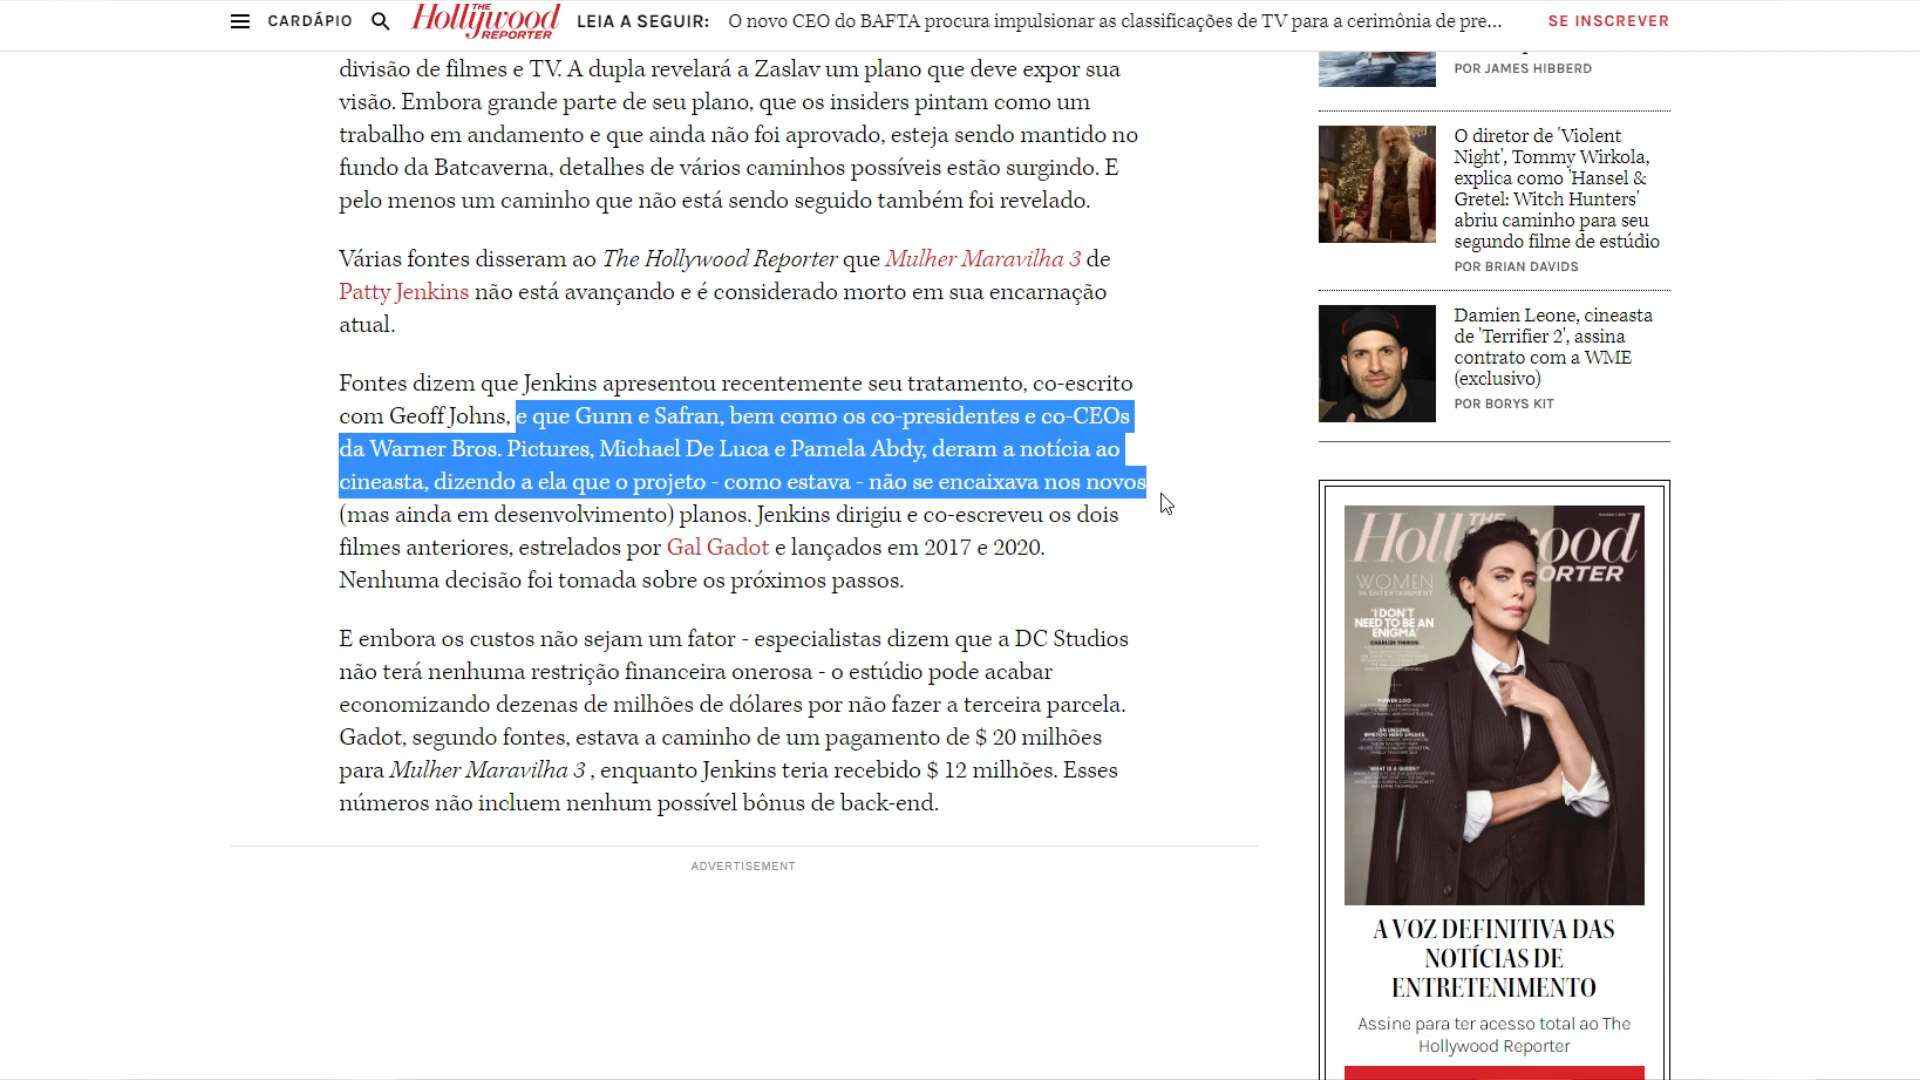 CARDÁPIO
THE Hollywood REPORTER
LEIA A SEGUIR:
O novo CEO do BAFTA procura impulsionar as classificações de TV para a cerimônia de pre...
SE INSCREVER
divisão de filmes e TV. A dupla revelará a Zaslav um plano que deve expor sua
visão. Embora grande parte de seu plano, que os insiders pintam como um
trabalho em andamento e que ainda não foi aprovado, esteja sendo mantido no
fundo da Batcaverna, detalhes de vários caminhos possíveis estão surgindo. E
pelo menos um caminho que não está sendo seguido também foi revelado.
Várias fontes disseram ao The Hollywood Reporter que Mulher Maravilha 3 de
Patty Jenkins não está avançando e é considerado morto em sua encarnação
atual.
Fontes dizem que Jenkins apresentou recentemente seu tratamento, co-escrito
com Geoff Johns, e que Gunn e Safran, bem como os co-presidentes e co-CEOs
da Warner Bros. Pictures, Michael De Luca e Pamela Abdy, deram a notícia ao
cineasta, dizendo a ela que o projeto - como estava - não se encaixava nos novos
(mas ainda em desenvolvimento) planos. Jenkins dirigiu e co-escreveu os dois
filmes anteriores, estrelados por Gal Gadot e lançados em 2017 e 2020.
Nenhuma decisão foi tomada sobre os próximos passos.
E embora os custos não sejam um fator - especialistas dizem que a DC Studios
não terá nenhuma restrição financeira onerosa - o estúdio pode acabar
economizando dezenas de milhões de dólares por não fazer a terceira parcela.
Gadot, segundo fontes, estava a caminho de um pagamento de $ 20 milhões
para Mulher Maravilha 3 , enquanto Jenkins teria recebido $ 12 milhões. Esses
números não incluem nenhum possível bônus de back-end.
ADVERTISEMENT
POR JAMES HIBBERD
O diretor de 'Violent
Night', Tommy Wirkola,
explica como 'Hansel &
Gretel: Witch Hunters'
abriu caminho para seu
segundo filme de estúdio
POR BRIAN DAVIDS
Damien Leone, cineasta
de 'Terrifier 2', assina
contrato com a WME
(exclusivo)
POR BORYS KIT
THE
Holl ood
ORTER
WOMEN
IN ENTERTAINMENT
'I DON'T
NEED TO BE AN
ENIGMA'
CHARLIZE THERON
A VOZ DEFINITIVA DAS
NOTÍCIAS DE
ENTRETENIMENTO
Assine para ter acesso total ao The
Hollywood Reporter